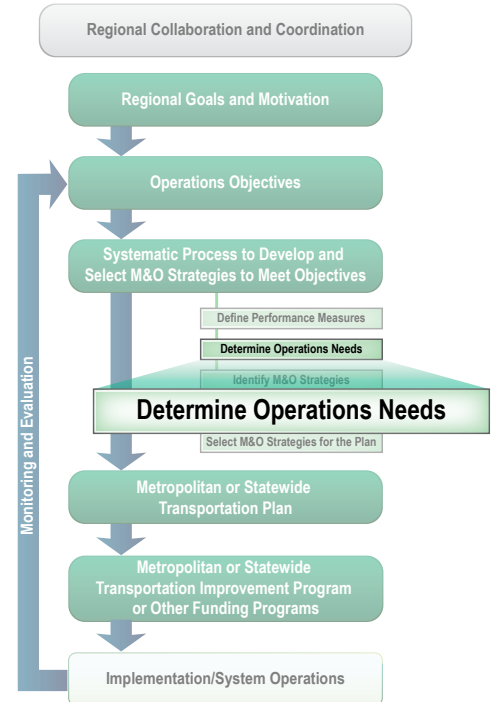 Regional Collaboration and Coordination
Regional Goals and Motivation
Operations Objectives
Systematic Process to Develop and
Select M&O Strategies to Meet Objectives
Define Performance Measures
Determine Operations Needs
Identify M&O Strategies
Determine Operations Needs
Select M&O Strategies for the Plan
Metropolitan or Statewide
Transportation Plan
Metropolitan or Statewide
Transportation Improvement Program
or Other Funding Programs
Implementation/System Operations
Monitoring and Evaluation